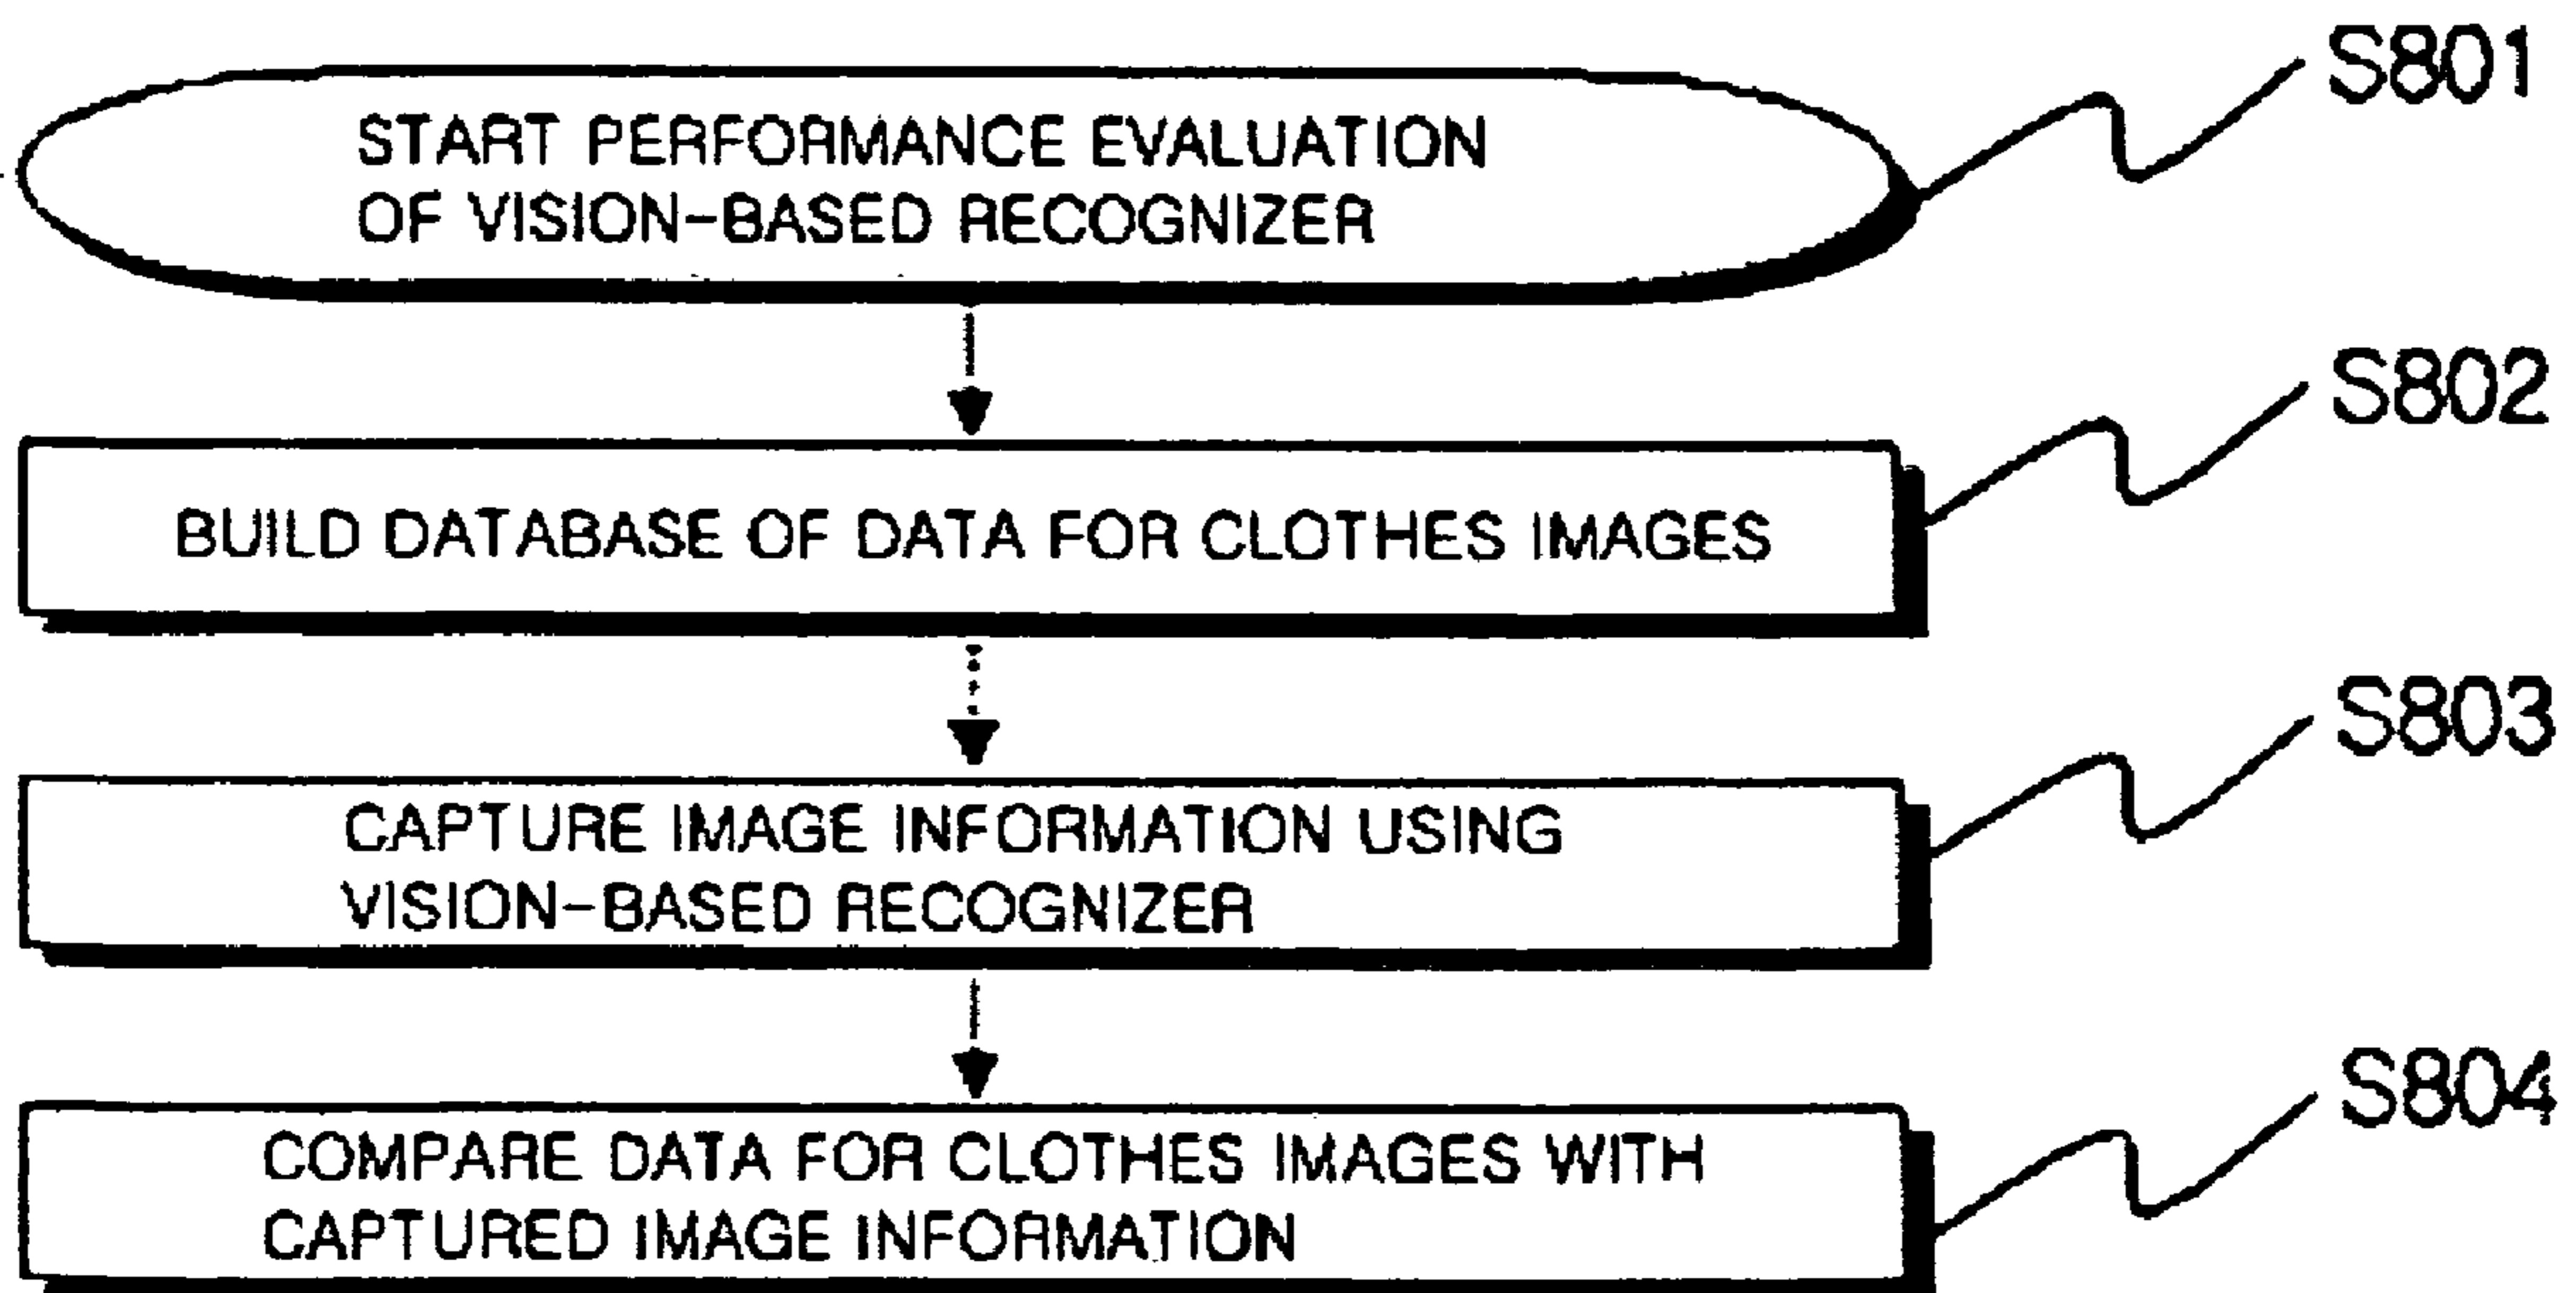 START PERFORMANCE EVALUATION
OF VISION-BASED RECOGNIZER
S801
BUILD DATABASE OF DATA FOR CLOTHES IMAGES
S802
CAPTURE IMAGE INFORMATION USING
VISION-BASED RECOGNIZER
S803
COMPARE DATA FOR CLOTHES IMAGES WITH
CAPTURED IMAGE INFORMATION
S804